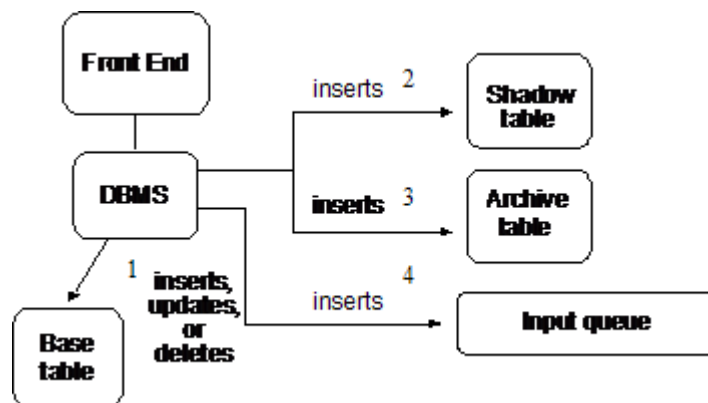 Front End
inserts 2
Shadow
table
DBMS
inserts 3
Archive
table
1
inserts,
updates,
or
deletes
inserts 4
Input queue
Base
table